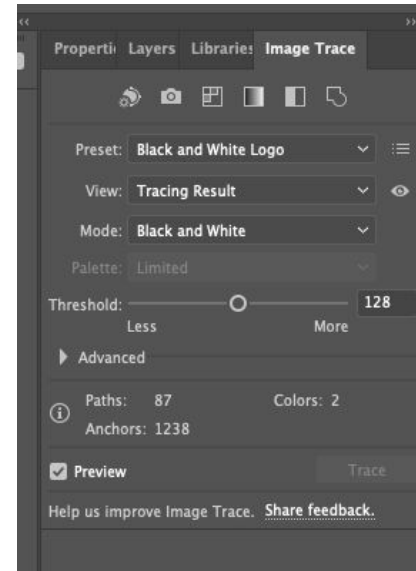 Properti Layers Libraries Image Trace
Preset: Black and White Logo
View: Tracing Result
Mode: Black and White
Palette: Limited
Threshold: 128
Less More
Advanced
Paths: 87 Colors: 2
Anchors: 1238
Preview Trace
Help us improve Image Trace. Share feedback.